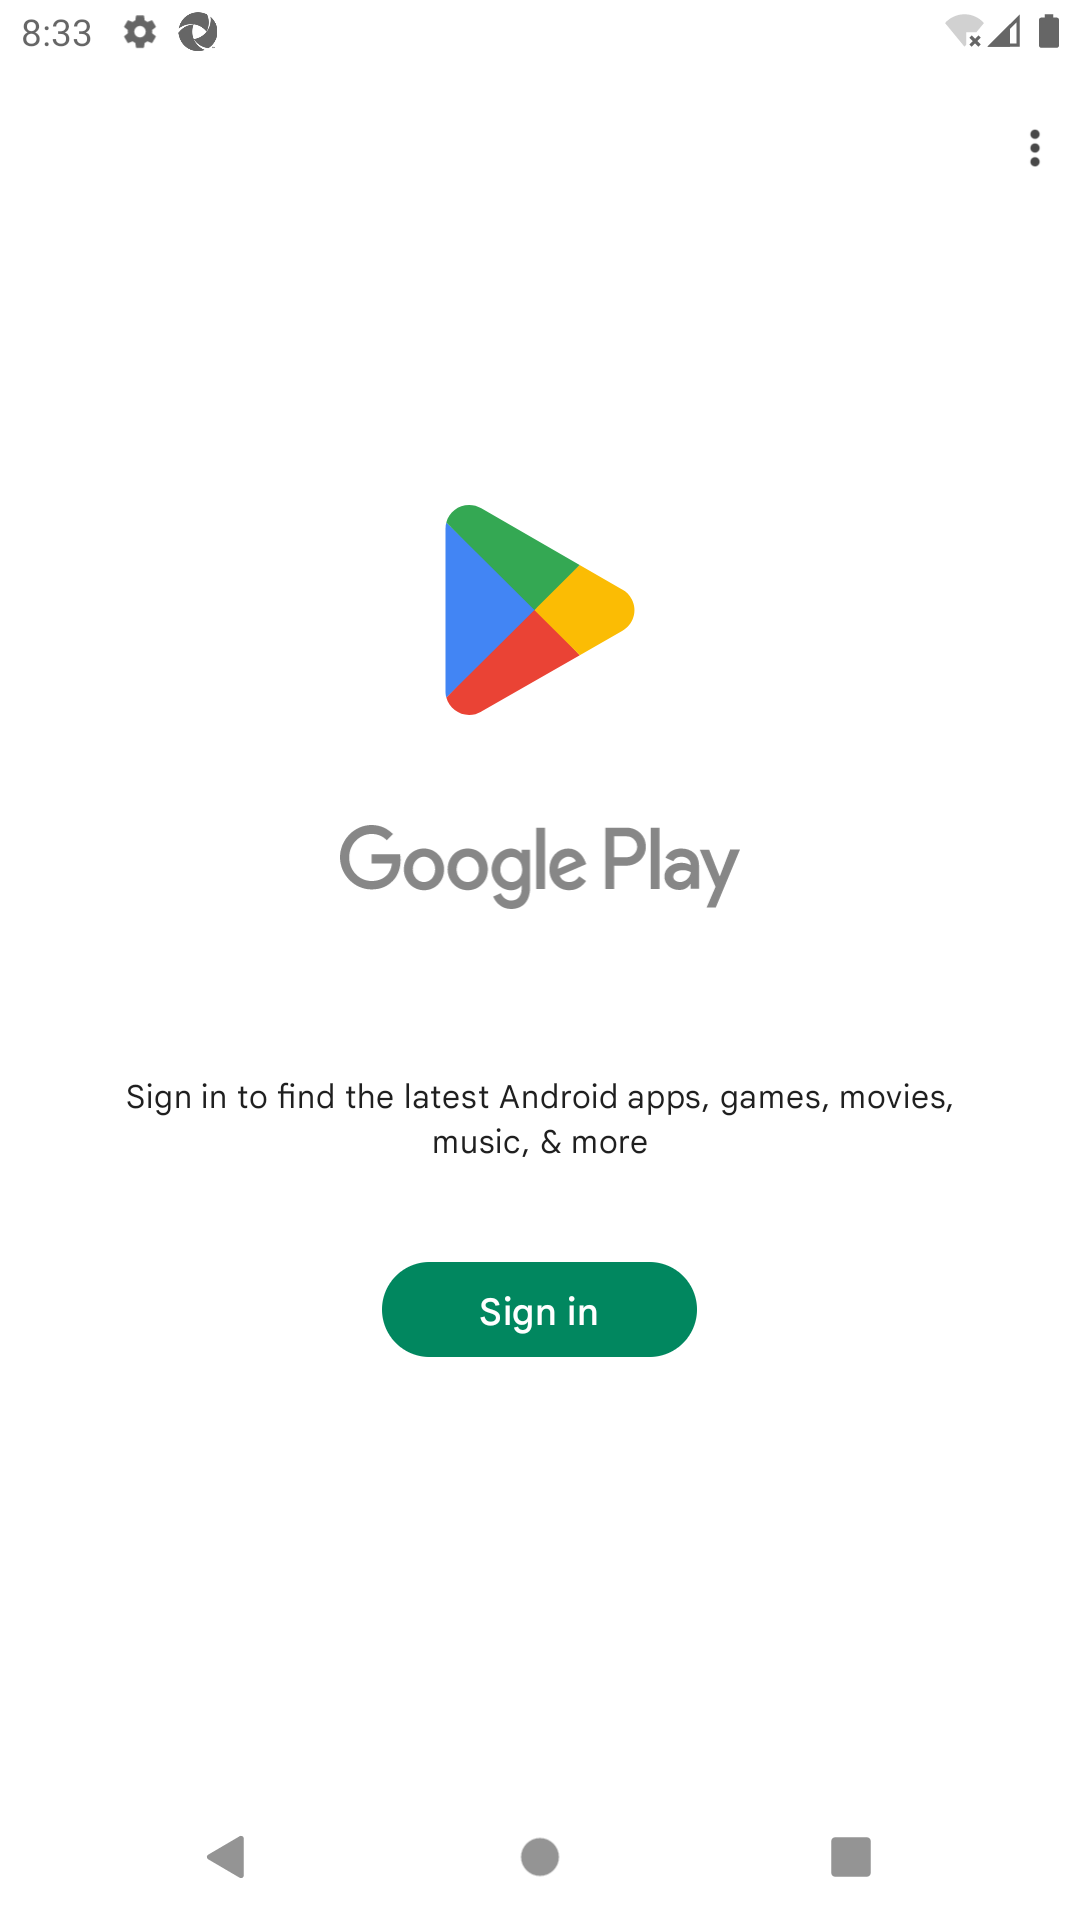 8:33
Google Play
Sign in to find the latest Android apps, games, movies,
music, & more
Sign in